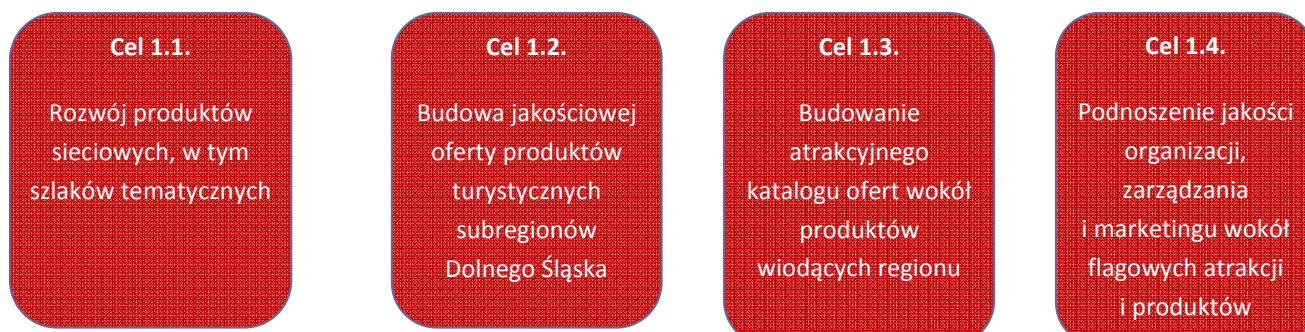 Cel 1.1.
Rozwój produktów
sieciowych, w tym
szlaków tematycznych
Cel 1.2.
Budowa jakościowej
oferty produktów
turystycznych
subregionów
Dolnego Śląska
Cel 1.3.
Budowanie
atrakcyjnego
katalogu ofert wokół
produktów
wiodących regionu
Cel 1.4.
Podnoszenie jakości
organizacji,
zarządzania
i marketingu wokół
flagowych atrakcji
i produktów